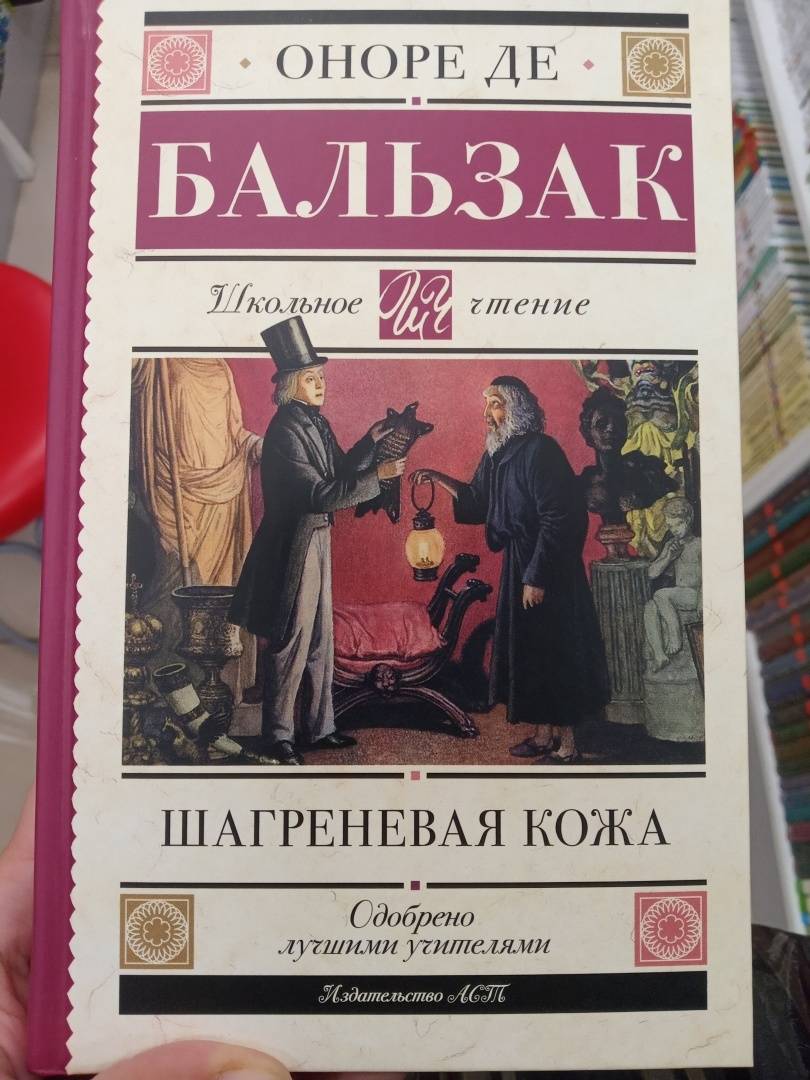 ОНОРЕ ДЕ
БАЛЬЗАК
Школьное ШЧ чтение
ШАГРЕНЕВАЯ КОЖА
Одобрено
лучшими учителями
Издательство АСТ